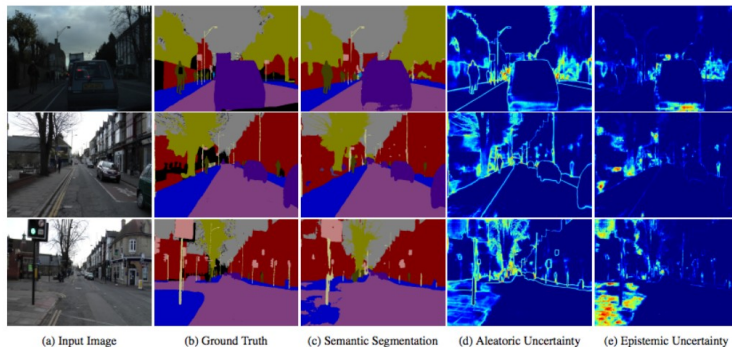 (a) Input Image
(b) Ground Truth
(c) Semantic Segmentation
(d) Aleatoric Uncertainty
(e) Epistemic Uncertainty